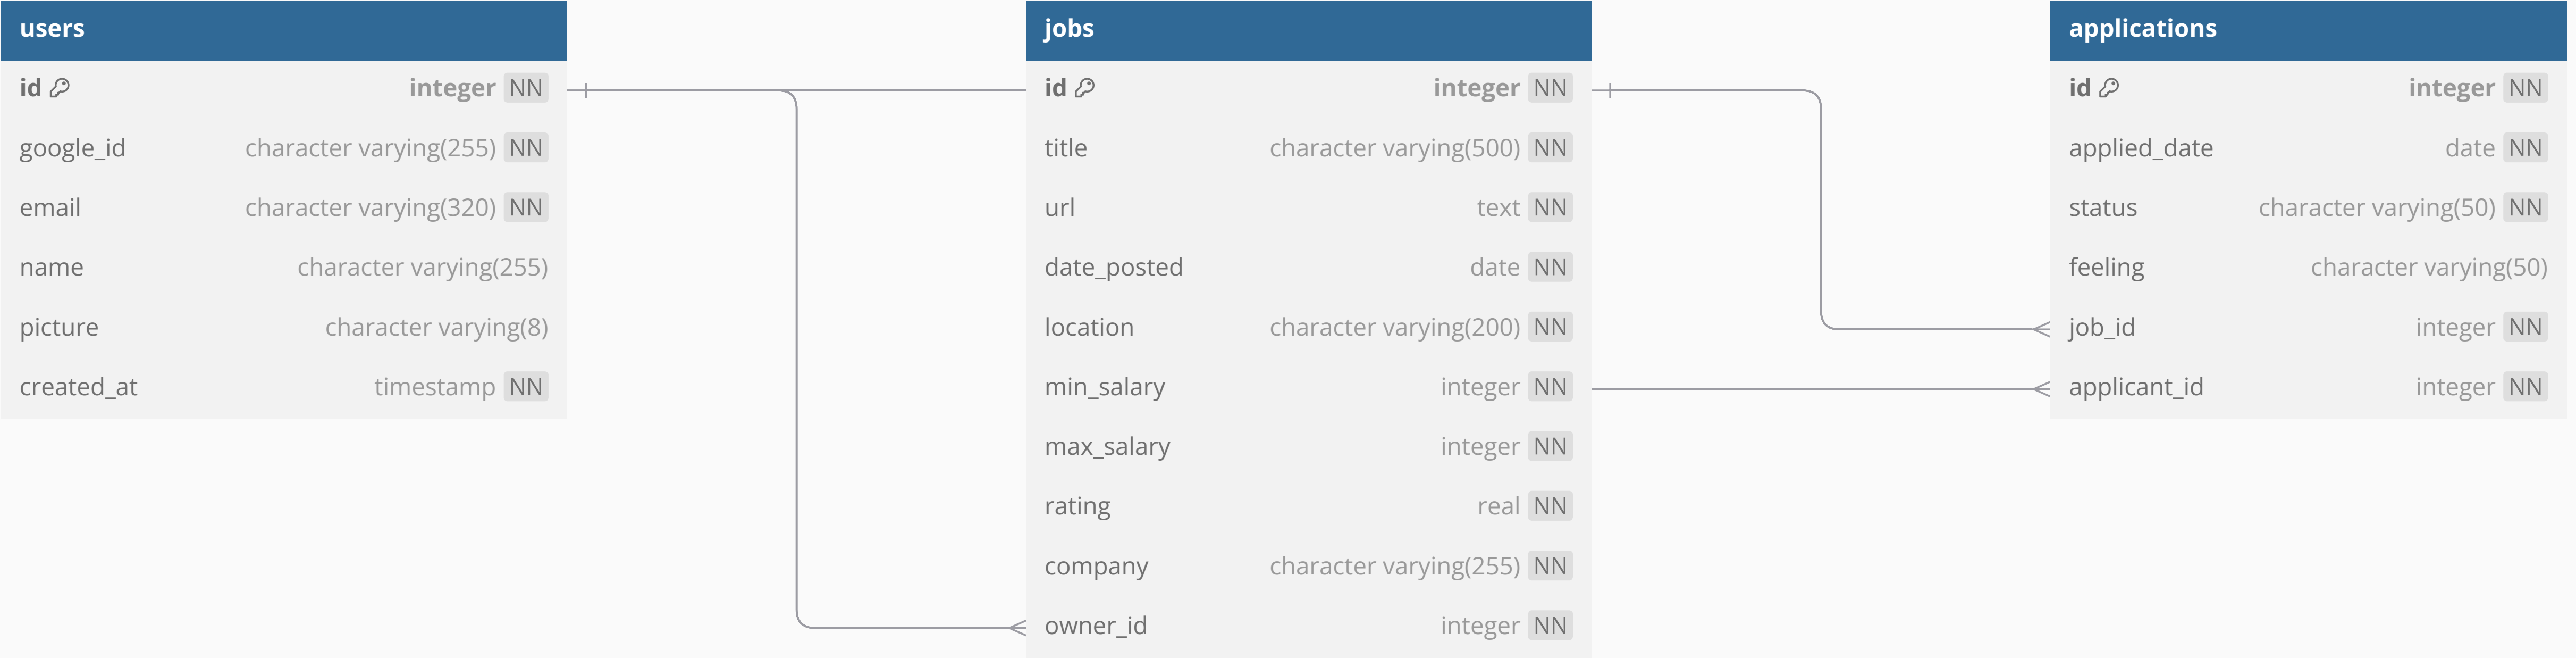 users
id integer NN
google_id character varying(255) NN
email character varying(320) NN
name character varying(255)
picture character varying(8)
created_at timestamp NN
jobs
id integer NN
title character varying(500) NN
url text NN
date_posted date NN
location character varying(200) NN
min_salary integer NN
max_salary integer NN
rating real NN
company character varying(255) NN
owner_id integer NN
applications
id integer NN
applied_date date NN
status character varying(50) NN
feeling character varying(50)
job_id integer NN
applicant_id integer NN